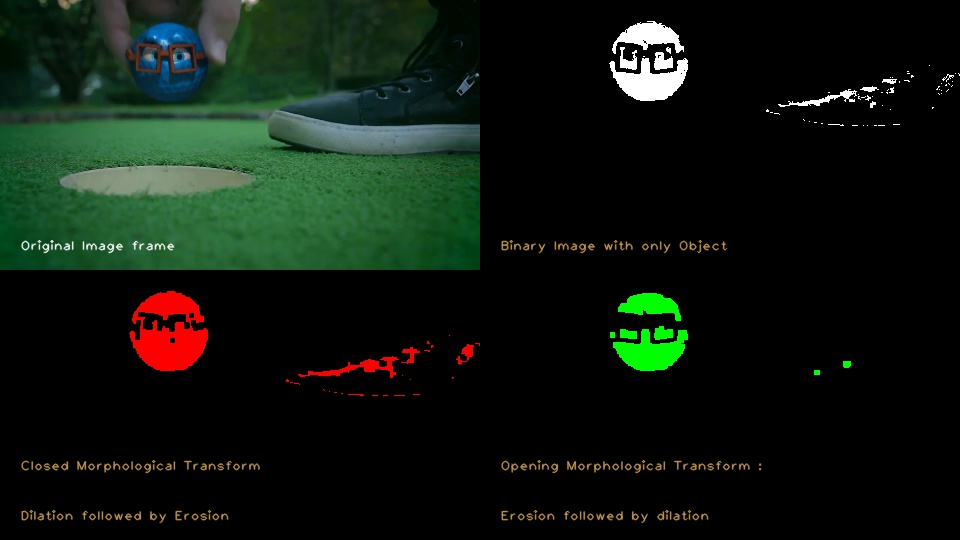 Original Image frame
Binary Image with only Object
Closed Morphological Transform
Dilation followed by Erosion
Opening Morphological Transform :
Erosion followed by dilation